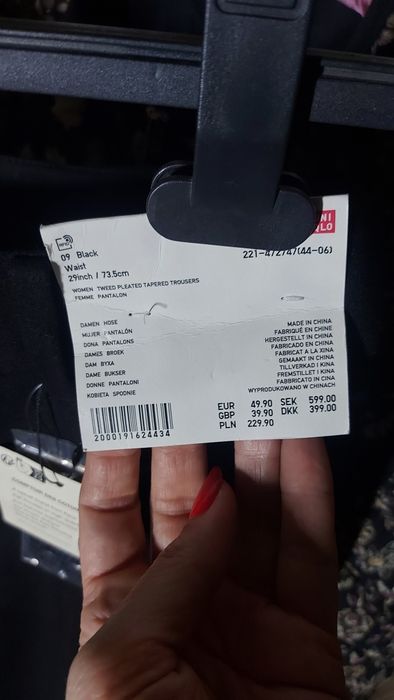 UNI
QLO
RFID
09 Black
221-472747(44-06)
Waist
29inch / 73.5cm
WOMEN TWEED PLEATED TAPERED TROUSERS
FEMME PANTALON
DAMEN HOSE
MUJER PANTALÓN
DONA PANTALONS
DAMES BROEK
DAM BYXA
DAME BUKSER
DONNE PANTALONI
KOBIETA SPODNIE
MADE IN CHINA
FABRIQUÉ EN CHINE
HERGESTELLT IN CHINA
FABRICADO EN CHINA
FABRICAT A LA XINA
GEMAAKT IN CHINA
TILLVERKAD I KINA
FREMSTILLET I KINA
FABBRICATO IN CINA
WYPRODUKOWANO W CHINACH
2000191624434
EUR 49.90 SEK 599.00
GBP 39.90 DKK 399.00
PLN 229.90